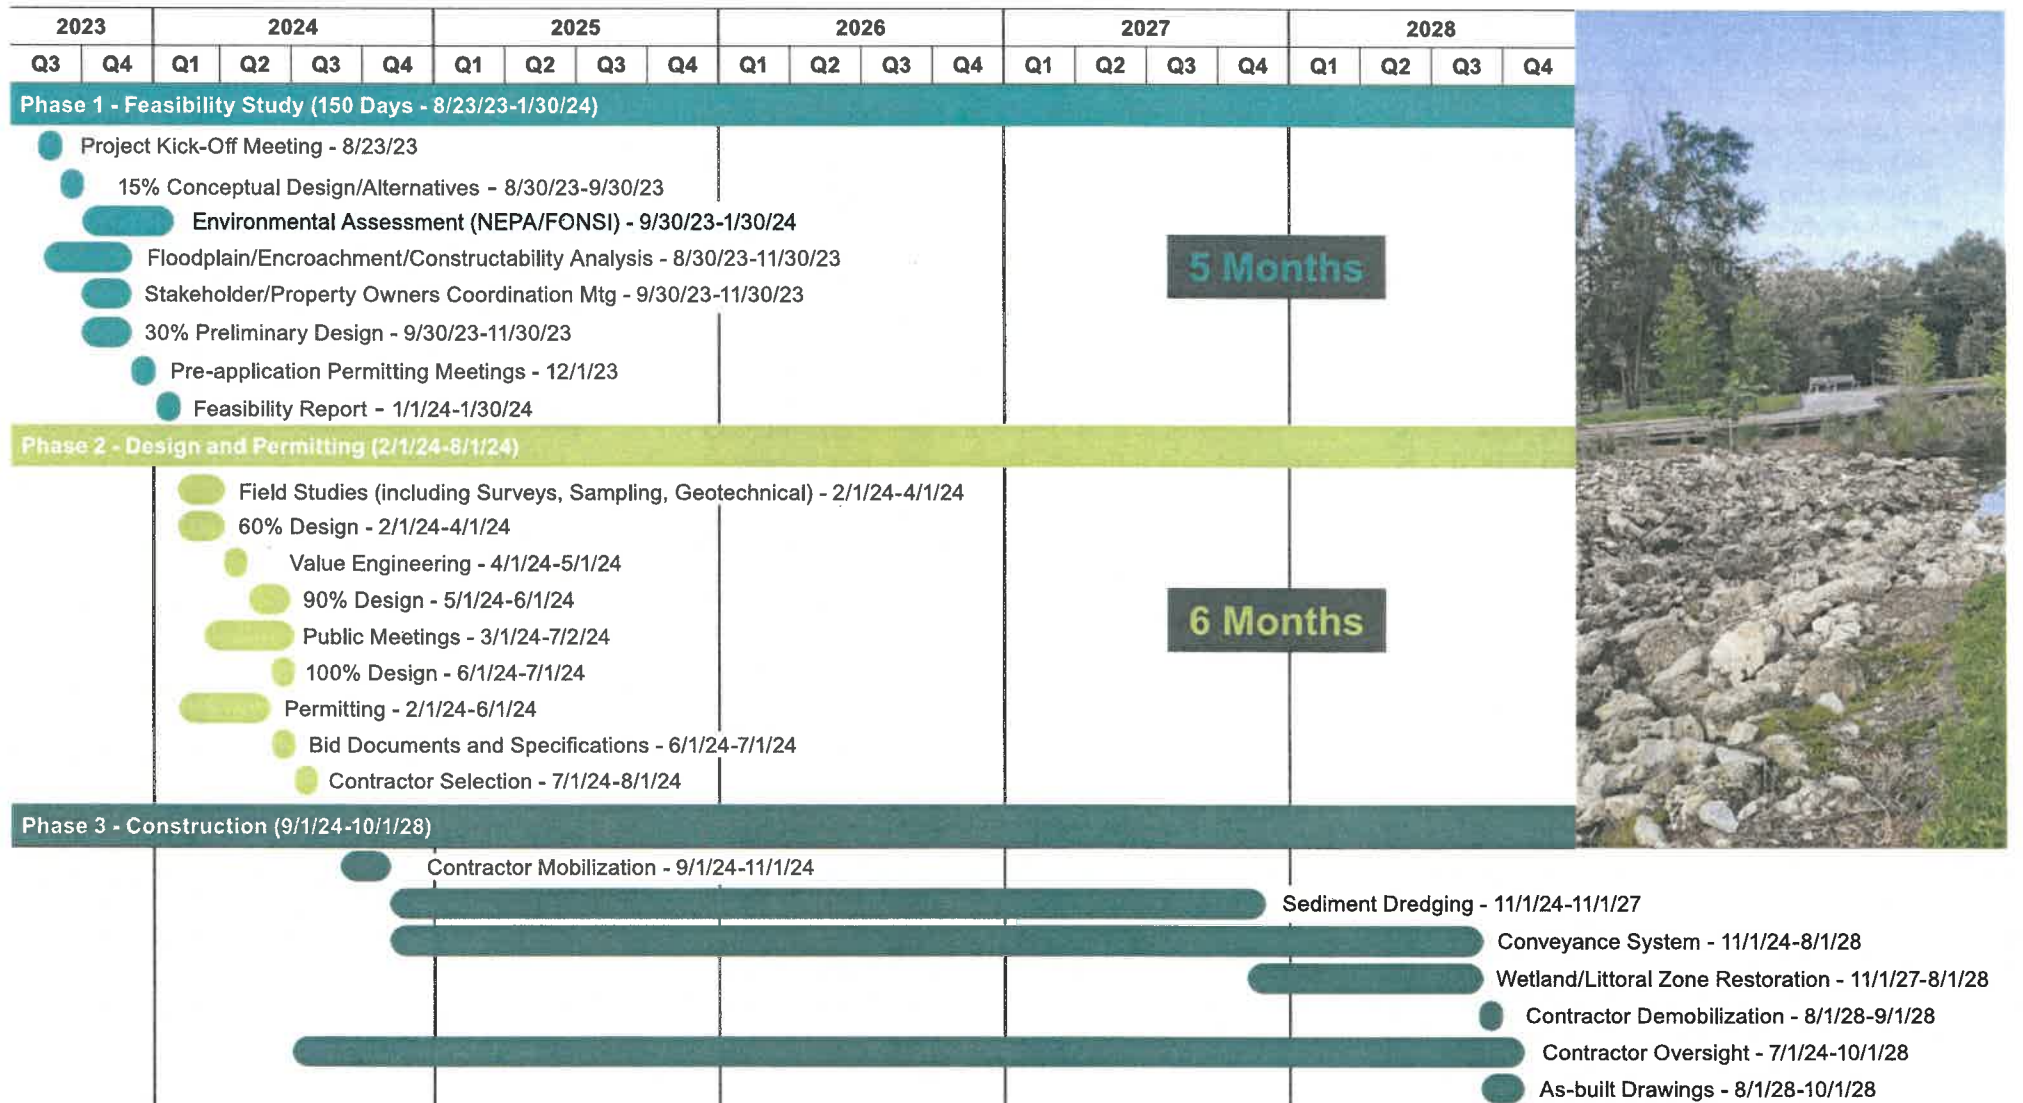 2023 2024 2025 2026 2027 2028
Q3 Q4 Q1 Q2 Q3 Q4 Q1 Q2 Q3 Q4 Q1 Q2 Q3 Q4 Q1 Q2 Q3 Q4 Q1 Q2 Q3 Q4
Phase 1 - Feasibility Study (150 Days - 8/23/23-1/30/24)
Project Kick-Off Meeting - 8/23/23
15% Conceptual Design/Alternatives - 8/30/23-9/30/23
Environmental Assessment (NEPA/FONSI) - 9/30/23-1/30/24
Floodplain/Encroachment/Constructability Analysis - 8/30/23-11/30/23
5 Months
Stakeholder/Property Owners Coordination Mtg - 9/30/23-11/30/23
30% Preliminary Design - 9/30/23-11/30/23
Pre-application Permitting Meetings - 12/1/23
Feasibility Report - 1/1/24-1/30/24
Phase 2 - Design and Permitting (2/1/24-8/1/24)
Field Studies (including Surveys, Sampling, Geotechnical) - 2/1/24-4/1/24
60% Design - 2/1/24-4/1/24
Value Engineering - 4/1/24-5/1/24
90% Design - 5/1/24-6/1/24
6 Months
Public Meetings - 3/1/24-7/2/24
100% Design - 6/1/24-7/1/24
Permitting - 2/1/24-6/1/24
Bid Documents and Specifications - 6/1/24-7/1/24
Contractor Selection - 7/1/24-8/1/24
Phase 3 - Construction (9/1/24-10/1/28)
Contractor Mobilization - 9/1/24-11/1/24
Sediment Dredging - 11/1/24-11/1/27
Conveyance System - 11/1/24-8/1/28
Wetland/Littoral Zone Restoration - 11/1/27-8/1/28
Contractor Demobilization - 8/1/28-9/1/28
Contractor Oversight - 7/1/24-10/1/28
As-built Drawings - 8/1/28-10/1/28